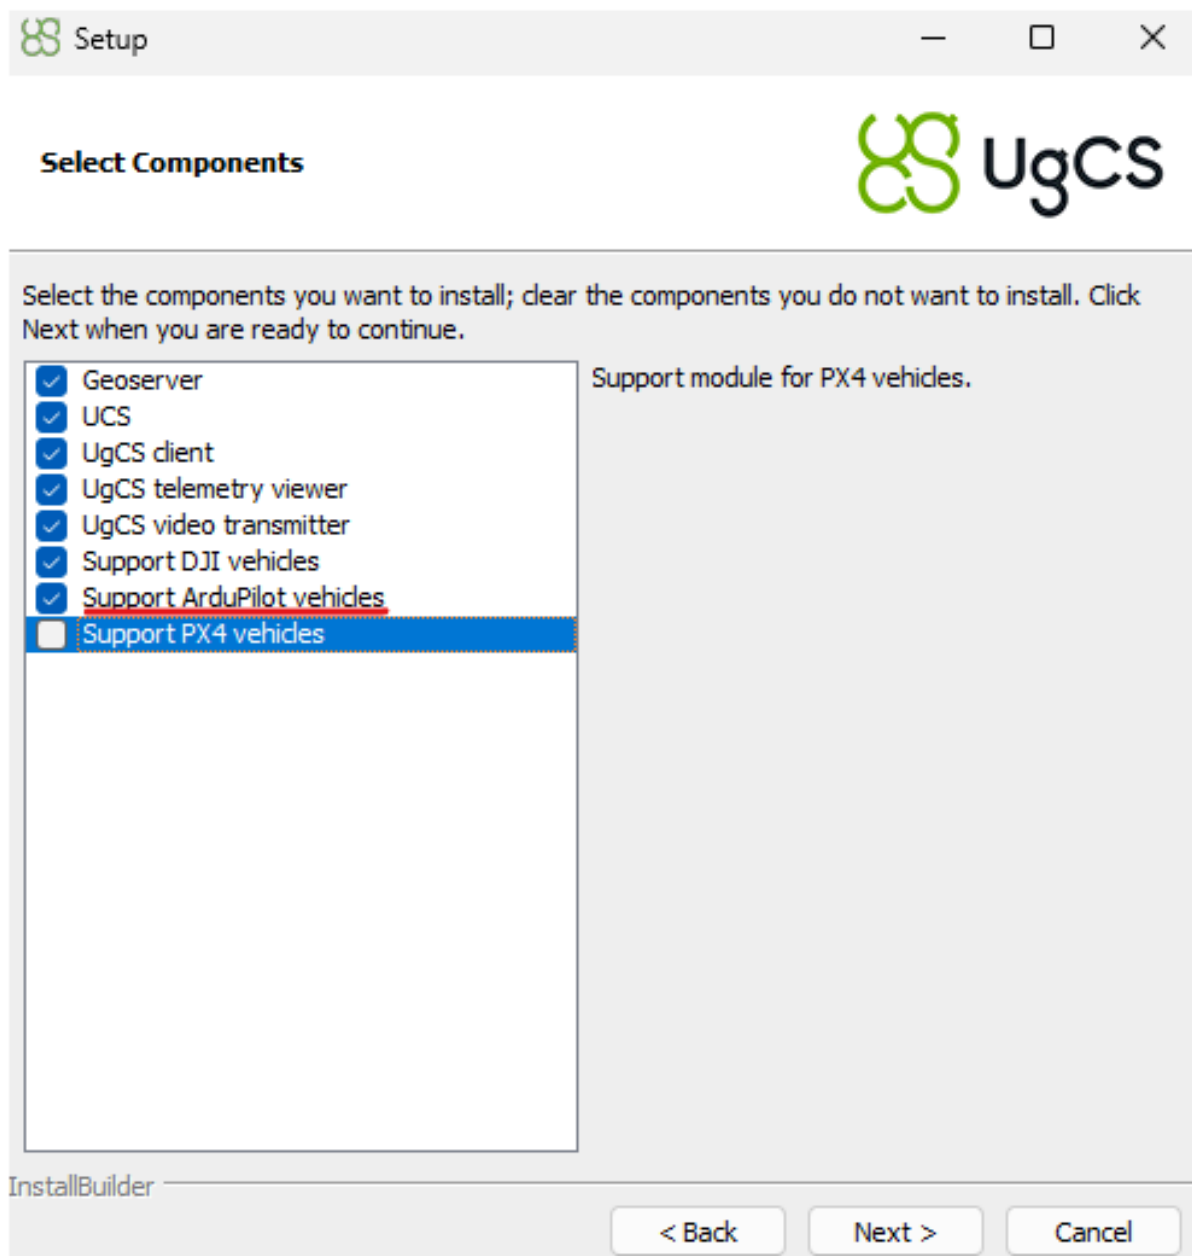 Setup
Select Components
UgCS
Select the components you want to install; clear the components you do not want to install. Click
Next when you are ready to continue.
Geoserver
UCS
UgCS client
UgCS telemetry viewer
UgCS video transmitter
Support DJI vehicles
Support ArduPilot vehicles
Support PX4 vehicles
Support module for PX4 vehicles.
InstallBuilder
< Back
Next >
Cancel